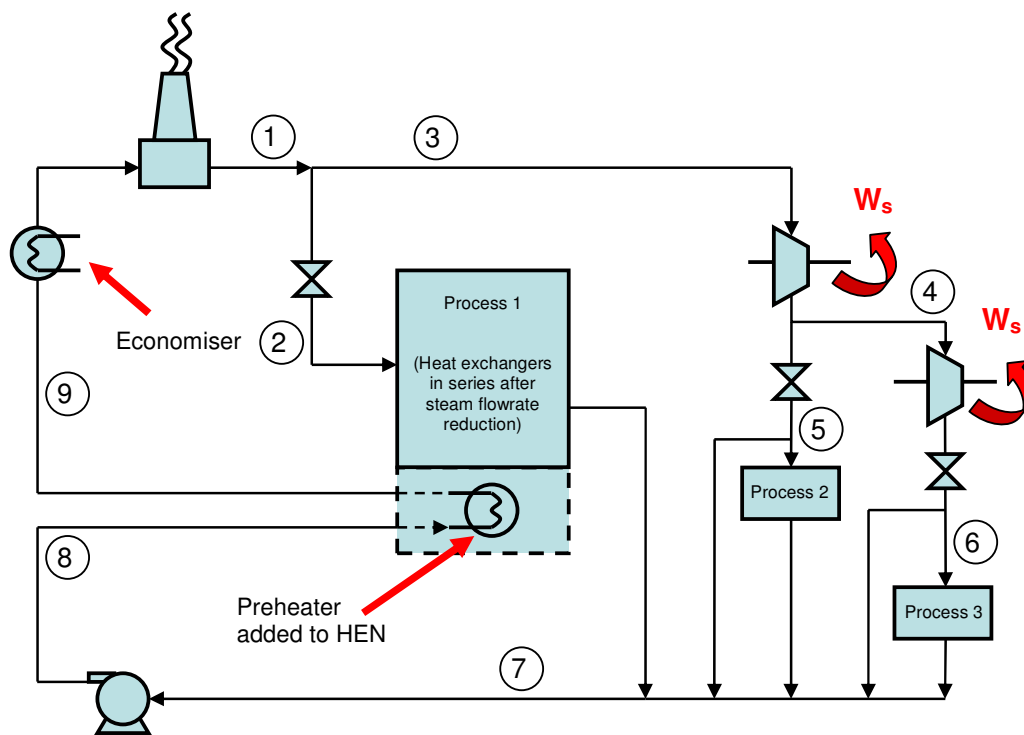 1
3
Ws
4
Ws
Economiser
2
Process 1
(Heat exchangers
in series after
steam flowrate
reduction)
9
5
Process 2
8
6
Preheater
added to HEN
Process 3
7